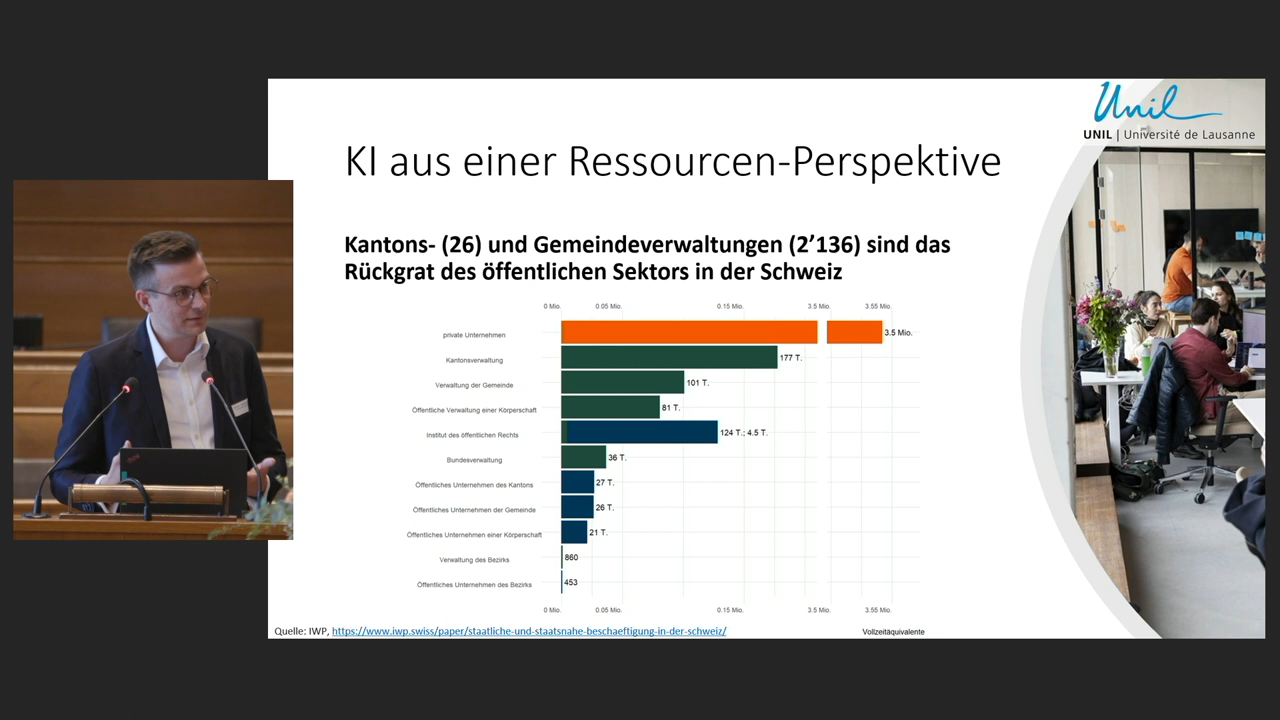 Unil
UNIL | Université de Lausanne
KI aus einer Ressourcen-Perspektive
Kantons- (26) und Gemeindeverwaltungen (2’136) sind das
Rückgrat des öffentlichen Sektors in der Schweiz
0 Mio. 0.05 Mio. 0.15 Mio. 3.5 Mio. 3.55 Mio.
private Unternehmen 3.5 Mio.
Kantonsverwaltung 177 T.
Verwaltung der Gemeinde 101 T.
Öffentliche Verwaltung einer Körperschaft 81 T.
Institut des öffentlichen Rechts 124 T.; 4.5 T.
Bundesverwaltung 36 T.
Öffentliches Unternehmen des Kantons 27 T.
Öffentliches Unternehmen der Gemeinde 26 T.
Öffentliches Unternehmen einer Körperschaft 21 T.
Verwaltung des Bezirks 860
Öffentliches Unternehmen des Bezirks 453
0 Mio. 0.05 Mio. 0.15 Mio. 3.5 Mio. 3.55 Mio.
Quelle: IWP, https://www.iwp.swiss/paper/staatliche-und-staatsnahe-beschaeftigung-in-der-schweiz/
Vollzeitäquivalente